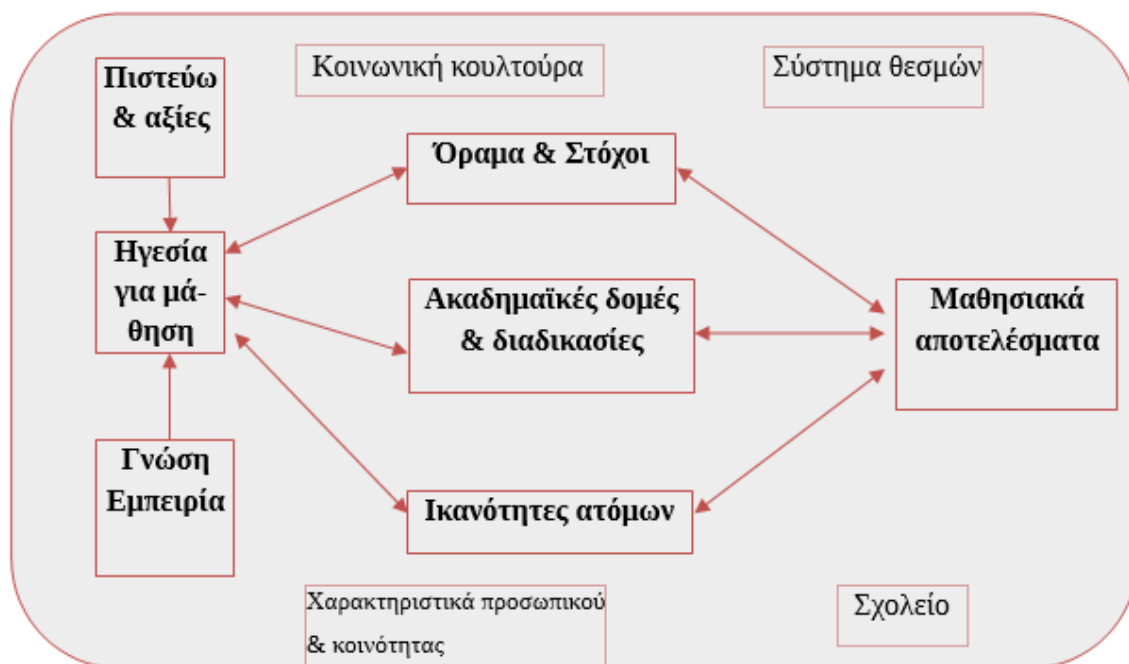 Πιστεύω
& αξίες
Κοινωνική κουλτούρα
Σύστημα θεσμών
Όραμα & Στόχοι
Ηγεσία
για μά-
θηση
Ακαδημαϊκές δομές
& διαδικασίες
Μαθησιακά
αποτελέσματα
Γνώση
Εμπειρία
Ικανότητες ατόμων
Χαρακτηριστικά προσωπικού
& κοινότητας
Σχολείο